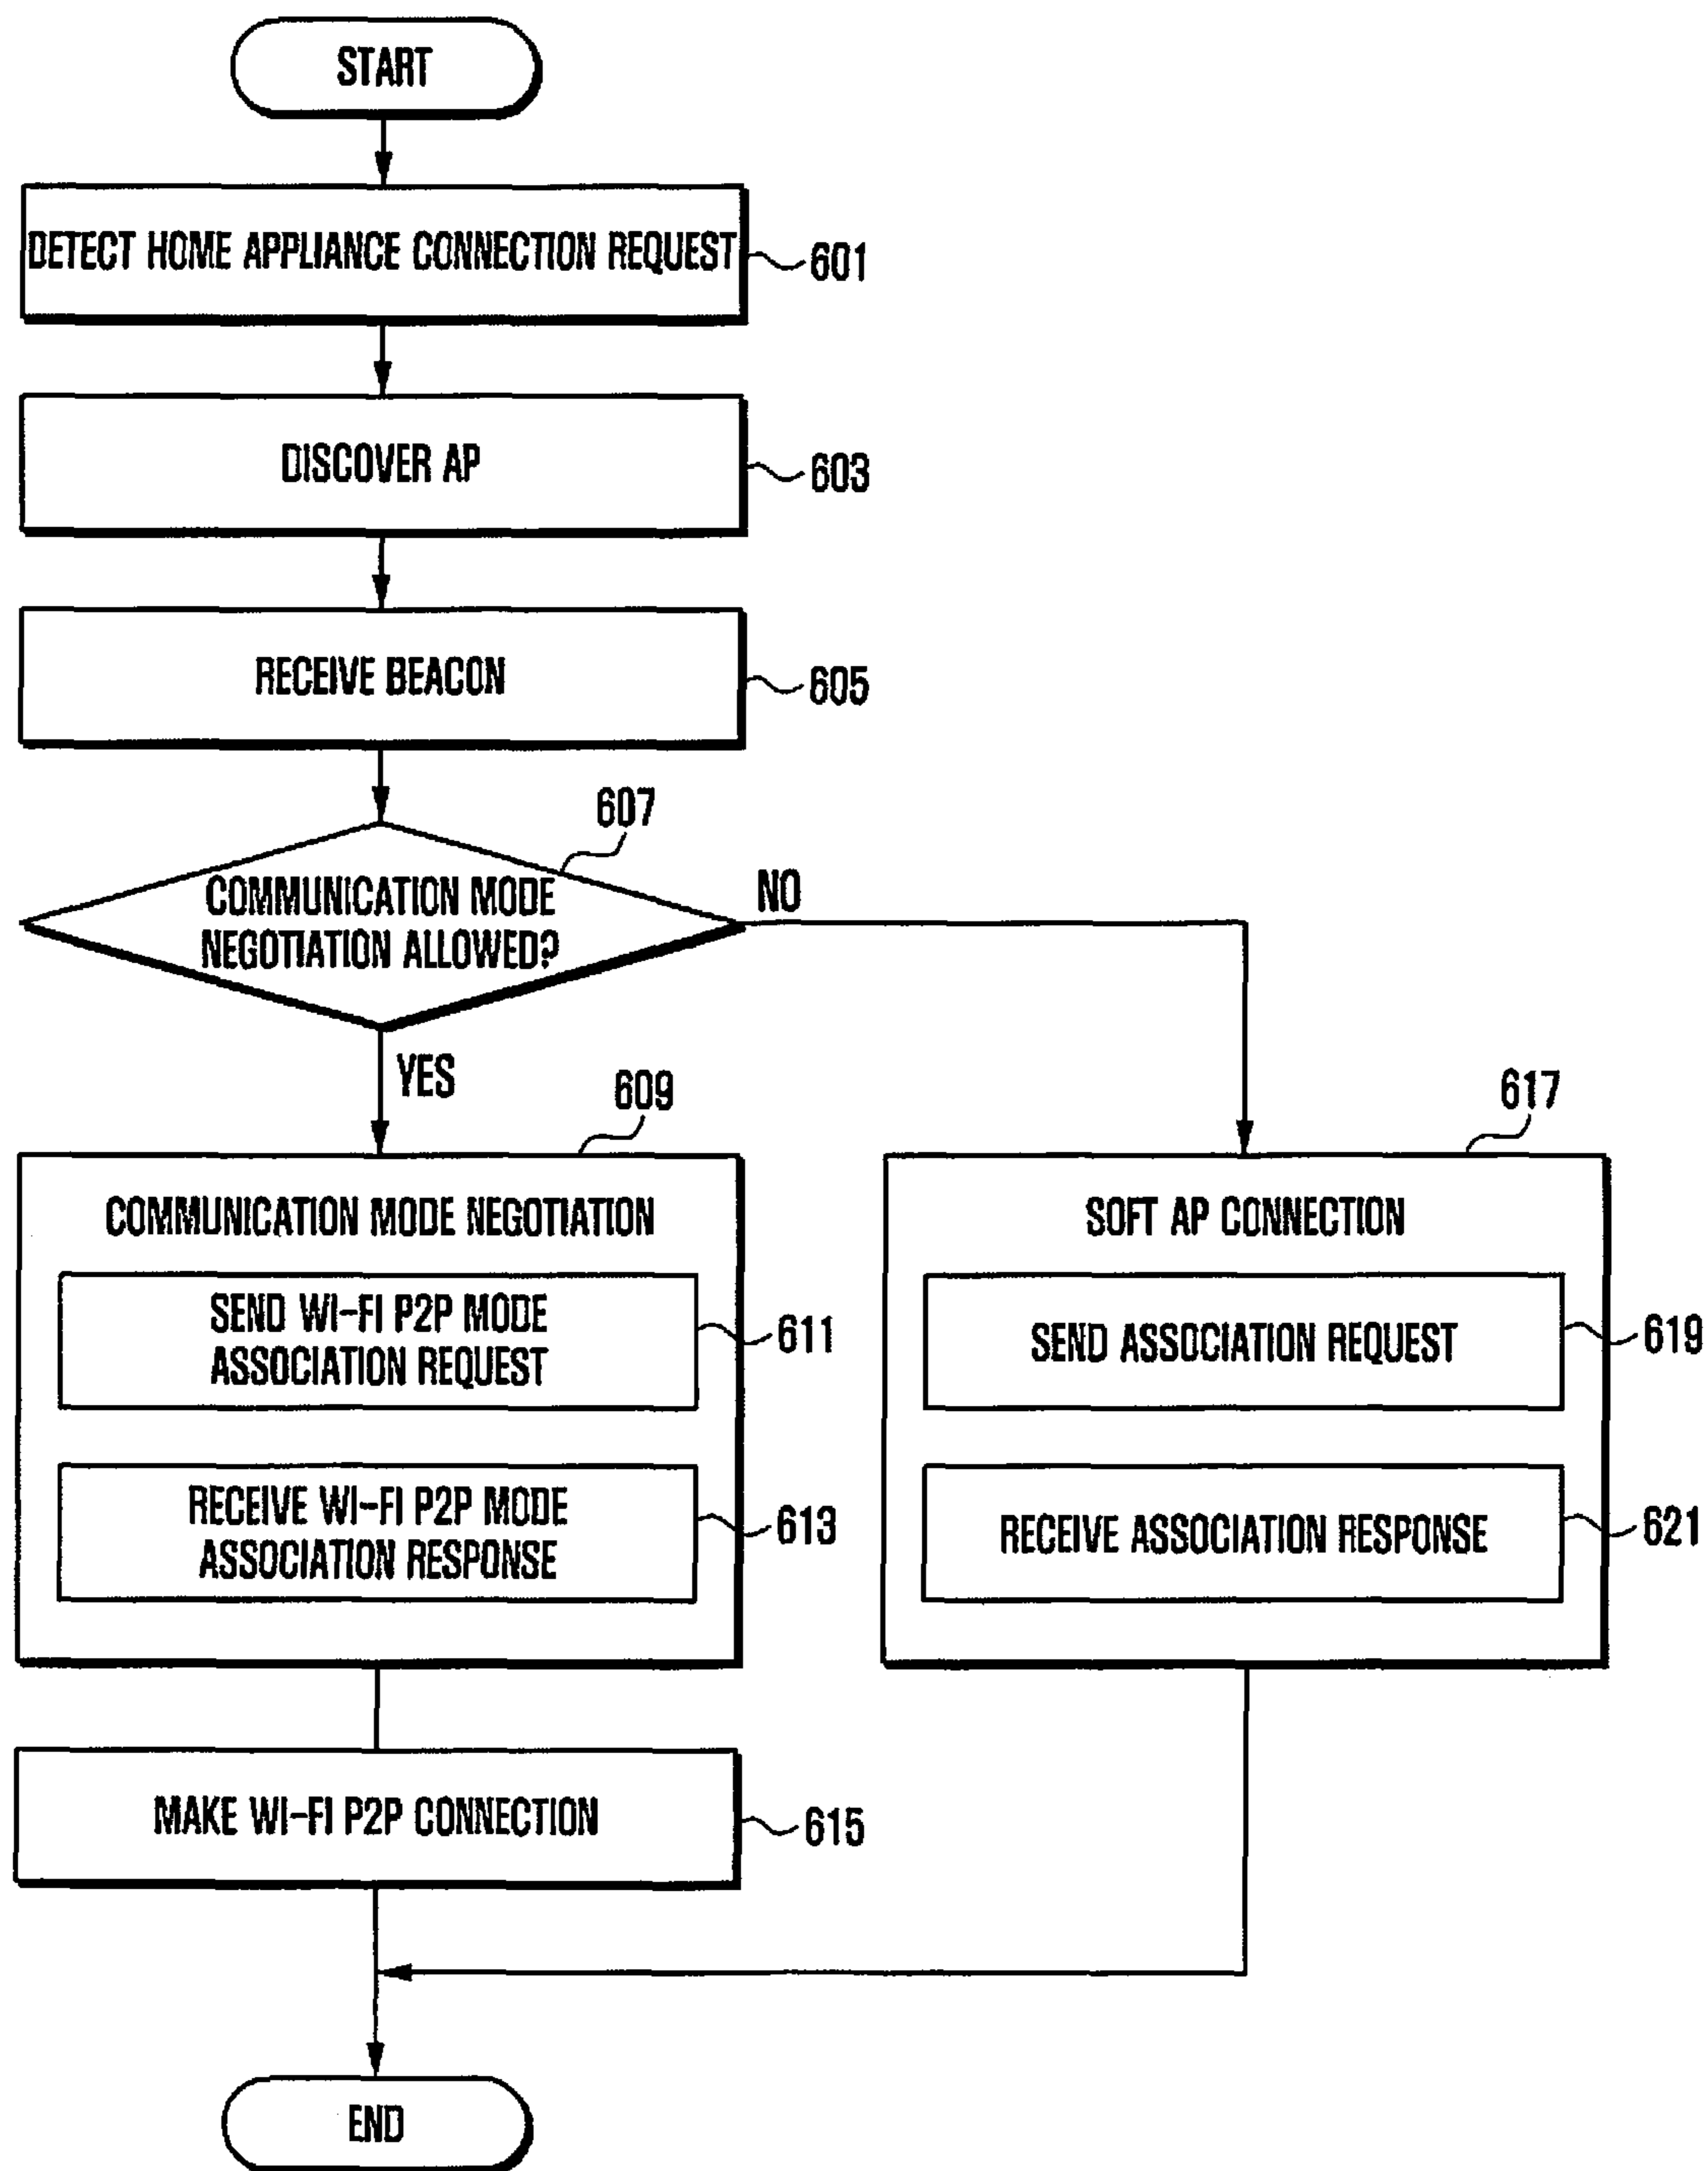 START
DETECT HOME APPLIANCE CONNECTION REQUEST
601
DISCOVER AP
603
RECEIVE BEACON
605
607
COMMUNICATION MODE
NEGOTIATION ALLOWED?
NO
YES
609
COMMUNICATION MODE NEGOTIATION
SEND WI-FI P2P MODE
ASSOCIATION REQUEST
611
RECEIVE WI-FI P2P MODE
ASSOCIATION RESPONSE
613
617
SOFT AP CONNECTION
SEND ASSOCIATION REQUEST
619
RECEIVE ASSOCIATION RESPONSE
621
MAKE WI-FI P2P CONNECTION
615
END